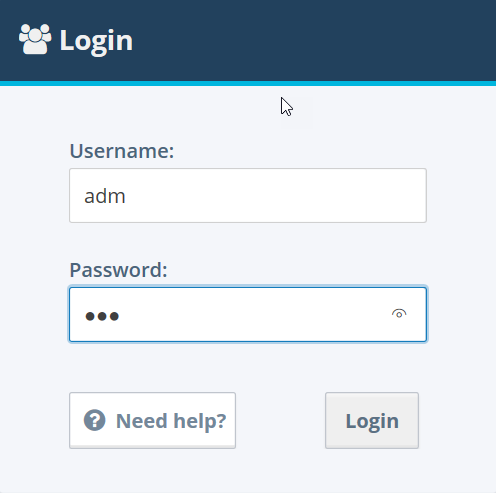 Login
Username:
adm
Password:
●●●
Need help?
Login